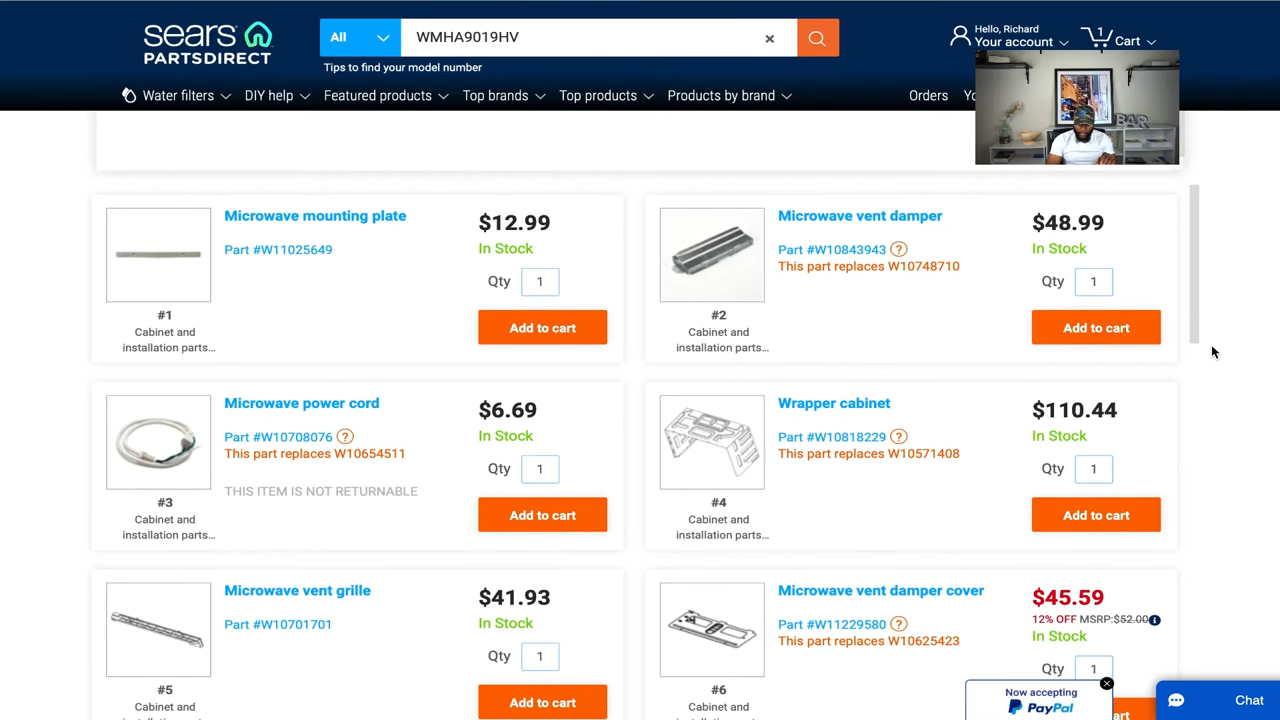 sears
PARTSDIRECT
All
WMHA9019HV
Tips to find your model number
Hello, Richard
Your account
1
Cart
Water filters
DIY help
Featured products
Top brands
Top products
Products by brand
Orders
BAR
Microwave mounting plate
Part #W11025649
$12.99
In Stock
Qty 1
Add to cart
#1
Cabinet and
installation parts...
Microwave vent damper
Part #W10843943 ?
This part replaces W10748710
$48.99
In Stock
Qty 1
Add to cart
#2
Cabinet and
installation parts...
Microwave power cord
Part #W10708076 ?
This part replaces W10654511
THIS ITEM IS NOT RETURNABLE
$6.69
In Stock
Qty 1
Add to cart
#3
Cabinet and
installation parts...
Wrapper cabinet
Part #W10818229 ?
This part replaces W10571408
$110.44
In Stock
Qty 1
Add to cart
#4
Cabinet and
installation parts...
Microwave vent grille
Part #W10701701
$41.93
In Stock
Qty 1
Add to cart
#5
Microwave vent damper cover
Part #W11229580 ?
This part replaces W10625423
$45.59
12% OFF MSRP:$52.00 i
In Stock
Qty 1
#6
Now accepting
PayPal
Chat